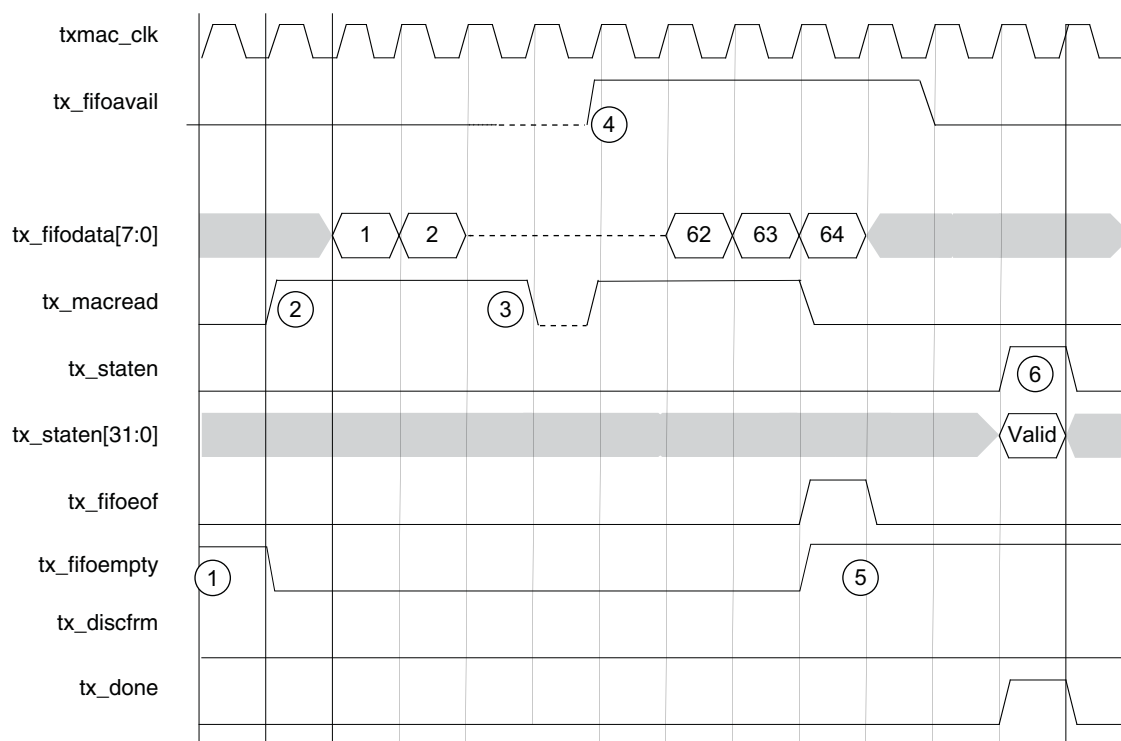 txmac_clk
tx_fifoavail
4
tx_fifodata[7:0]
1 2 62 63 64
tx_macread
2 3
tx_staten
6
tx_staten[31:0]
Valid
tx_fifoeof
tx_fifoempty
1 5
tx_discfrm
tx_done